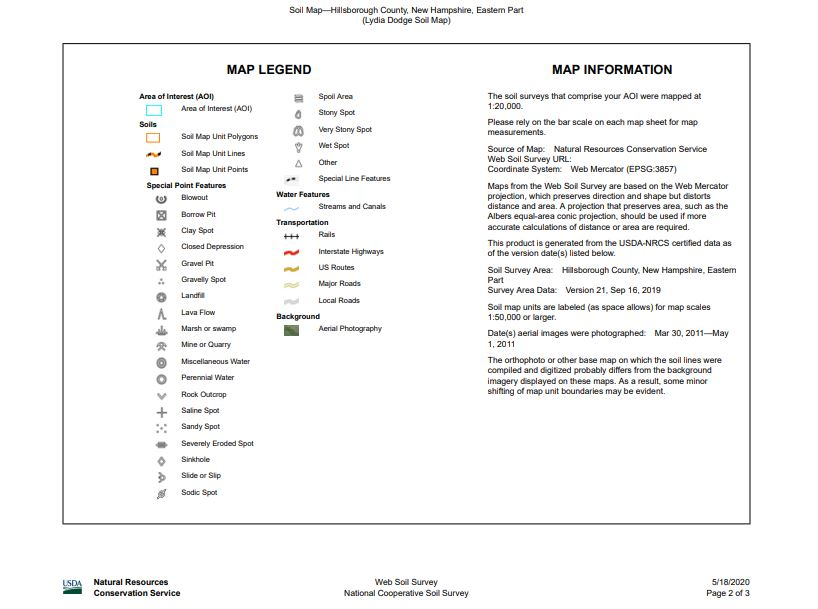 Soil Map—Hillsborough County, New Hampshire, Eastern Part
(Lydia Dodge Soil Map)
MAP LEGEND
Area of Interest (AOI)
Area of Interest (AOI)
Soils
Soil Map Unit Polygons
Soil Map Unit Lines
Soil Map Unit Points
Special Point Features
Blowout
Borrow Pit
Clay Spot
Closed Depression
Gravel Pit
Gravelly Spot
Landfill
Lava Flow
Marsh or swamp
Mine or Quarry
Miscellaneous Water
Perennial Water
Rock Outcrop
Saline Spot
Sandy Spot
Severely Eroded Spot
Sinkhole
Slide or Slip
Sodic Spot
Spoil Area
Stony Spot
Very Stony Spot
Wet Spot
Other
Special Line Features
Water Features
Streams and Canals
Transportation
Rails
Interstate Highways
US Routes
Major Roads
Local Roads
Background
Aerial Photography
MAP INFORMATION
The soil surveys that comprise your AOI were mapped at
1:20,000.
Please rely on the bar scale on each map sheet for map
measurements.
Source of Map: Natural Resources Conservation Service
Web Soil Survey URL:
Coordinate System: Web Mercator (EPSG:3857)
Maps from the Web Soil Survey are based on the Web Mercator
projection, which preserves direction and shape but distorts
distance and area. A projection that preserves area, such as the
Albers equal-area conic projection, should be used if more
accurate calculations of distance or area are required.
This product is generated from the USDA-NRCS certified data as
of the version date(s) listed below.
Soil Survey Area: Hillsborough County, New Hampshire, Eastern
Part
Survey Area Data: Version 21, Sep 16, 2019
Soil map units are labeled (as space allows) for map scales
1:50,000 or larger.
Date(s) aerial images were photographed: Mar 30, 2011—May
1, 2011
The orthophoto or other base map on which the soil lines were
compiled and digitized probably differs from the background
imagery displayed on these maps. As a result, some minor
shifting of map unit boundaries may be evident.
USDA
Natural Resources
Conservation Service
Web Soil Survey
National Cooperative Soil Survey
5/18/2020
Page 2 of 3